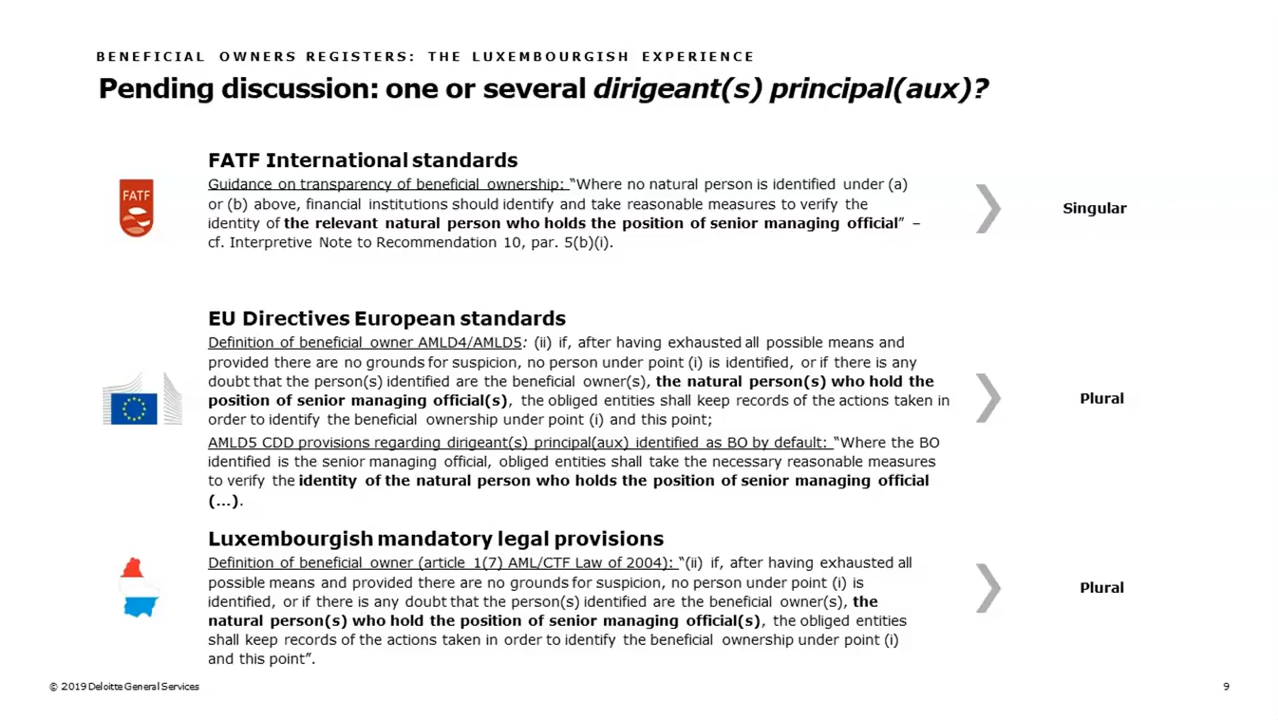 BENEFICIAL OWNERS REGISTERS: THE LUXEMBOURGISH EXPERIENCE
Pending discussion: one or several dirigeant(s) principal(aux)?
FATF International standards
Guidance on transparency of beneficial ownership: “Where no natural person is identified under (a)
or (b) above, financial institutions should identify and take reasonable measures to verify the
identity of the relevant natural person who holds the position of senior managing official” –
cf. Interpretive Note to Recommendation 10, par. 5(b)(i).
FATF
Singular
EU Directives European standards
Definition of beneficial owner AMLD4/AMLD5: (ii) if, after having exhausted all possible means and
provided there are no grounds for suspicion, no person under point (i) is identified, or if there is any
doubt that the person(s) identified are the beneficial owner(s), the natural person(s) who hold the
position of senior managing official(s), the obliged entities shall keep records of the actions taken in
order to identify the beneficial ownership under point (i) and this point;
AMLD5 CDD provisions regarding dirigeant(s) principal(aux) identified as BO by default: “Where the BO
identified is the senior managing official, obliged entities shall take the necessary reasonable measures
to verify the identity of the natural person who holds the position of senior managing official
(...).
Plural
Luxembourgish mandatory legal provisions
Definition of beneficial owner (article 1(7) AML/CTF Law of 2004): “(ii) if, after having exhausted all
possible means and provided there are no grounds for suspicion, no person under point (i) is
identified, or if there is any doubt that the person(s) identified are the beneficial owner(s), the
natural person(s) who hold the position of senior managing official(s), the obliged entities
shall keep records of the actions taken in order to identify the beneficial ownership under point (i)
and this point”.
Plural
© 2019 Deloitte General Services
9